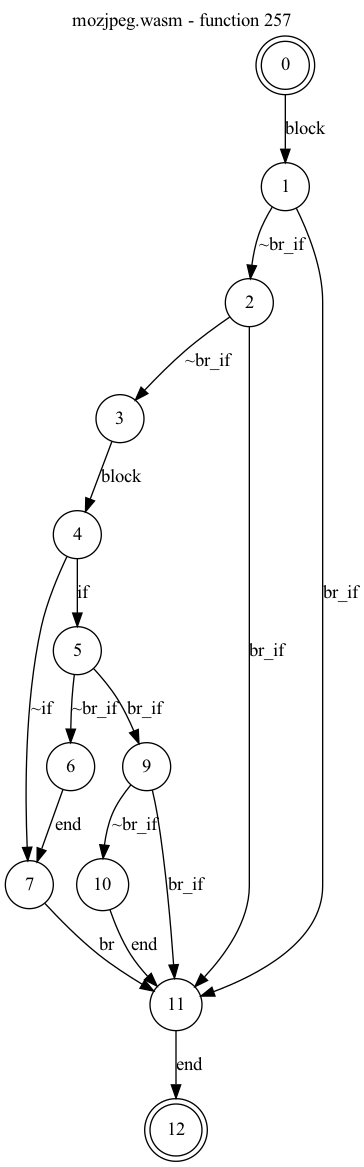 mozjpeg.wasm - function 257
0
block
1
~br_if
2
~br_if
3
block
4
br_if
if
br_if
5
~if
~br_if
br_if
6
9
end
~br_if
7
10
br_if
br
end
11
end
12